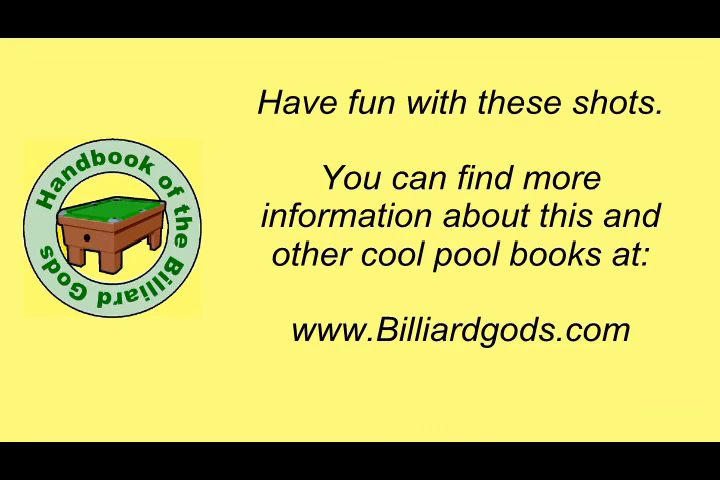 Handbook of the Billiard Gods
Have fun with these shots.
You can find more
information about this and
other cool pool books at:
www.Billiardgods.com